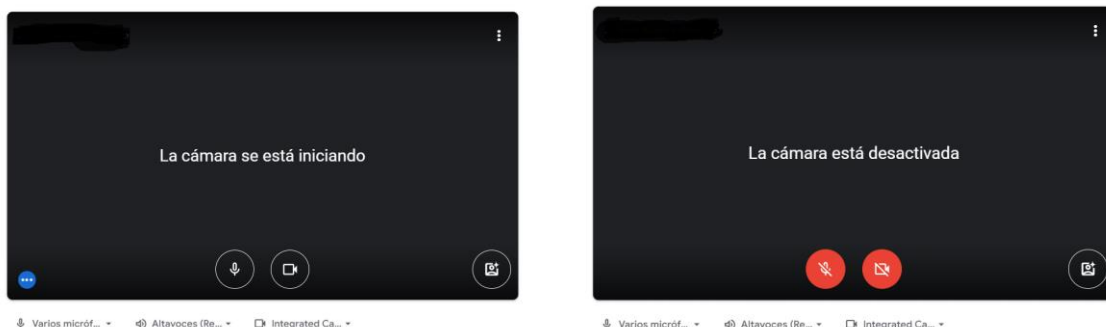 La cámara se está iniciando
Varios micróf...
Altavoces (Re...
Integrated Ca...
La cámara está desactivada
Varios micróf...
Altavoces (Re...
Integrated Ca...